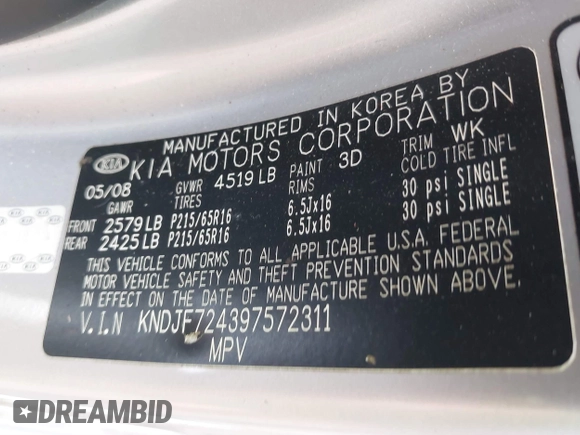 MANUFACTURED IN KOREA BY
KIA KIA MOTORS CORPORATION
05/08 GVWR 4519 LB PAINT 3D TRIM WK
GAWR TIRES RIMS COLD TIRE INFL
FRONT 2579 LB P215/65R16 6.5Jx16 30 psi SINGLE
REAR 2425 LB P215/65R16 6.5Jx16 30 psi SINGLE
THIS VEHICLE CONFORMS TO ALL APPLICABLE U.S.A. FEDERAL
MOTOR VEHICLE SAFETY AND THEFT PREVENTION STANDARDS
IN EFFECT ON THE DATE OF MANUFACTURE SHOWN ABOVE.
V.I.N KNDJF724397572311
MPV
DREAMBID